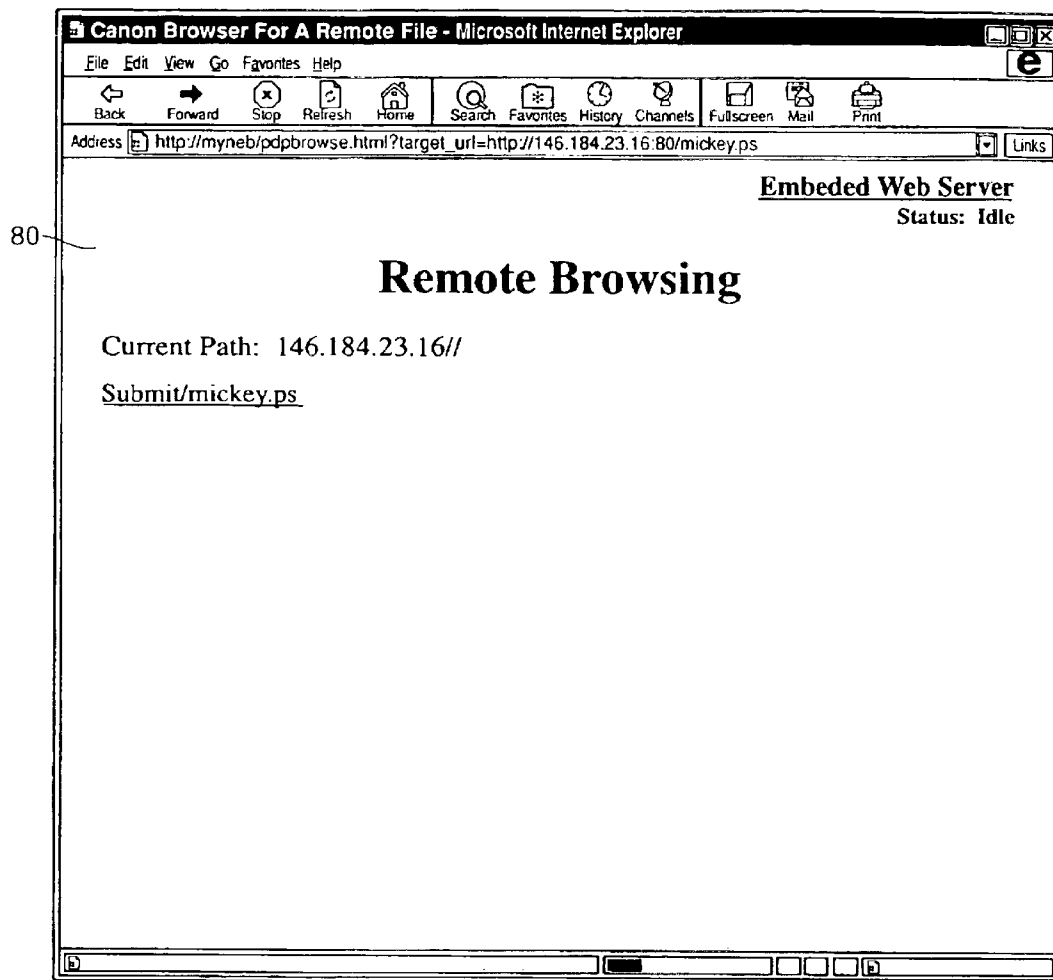 Canon Browser For A Remote File - Microsoft Internet Explorer
File Edit View Go Favorites Help
e
Back Forward Stop Refresh Home Search Favorites History Channels Fullscreen Mail Print
Address http://myneb/pdpbrowse.html?target_url=http://146.184.23.16:80/mickey.ps Links
Embeded Web Server
Status: Idle
80
Remote Browsing
Current Path: 146.184.23.16//
Submit/mickey.ps